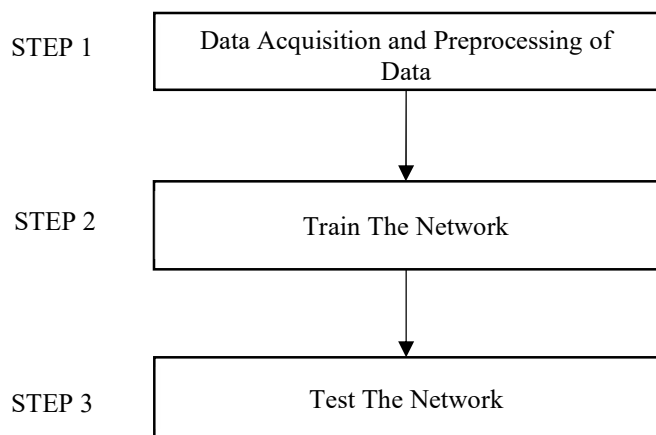 STEP 1
Data Acquisition and Preprocessing of
Data
STEP 2
Train The Network
STEP 3
Test The Network